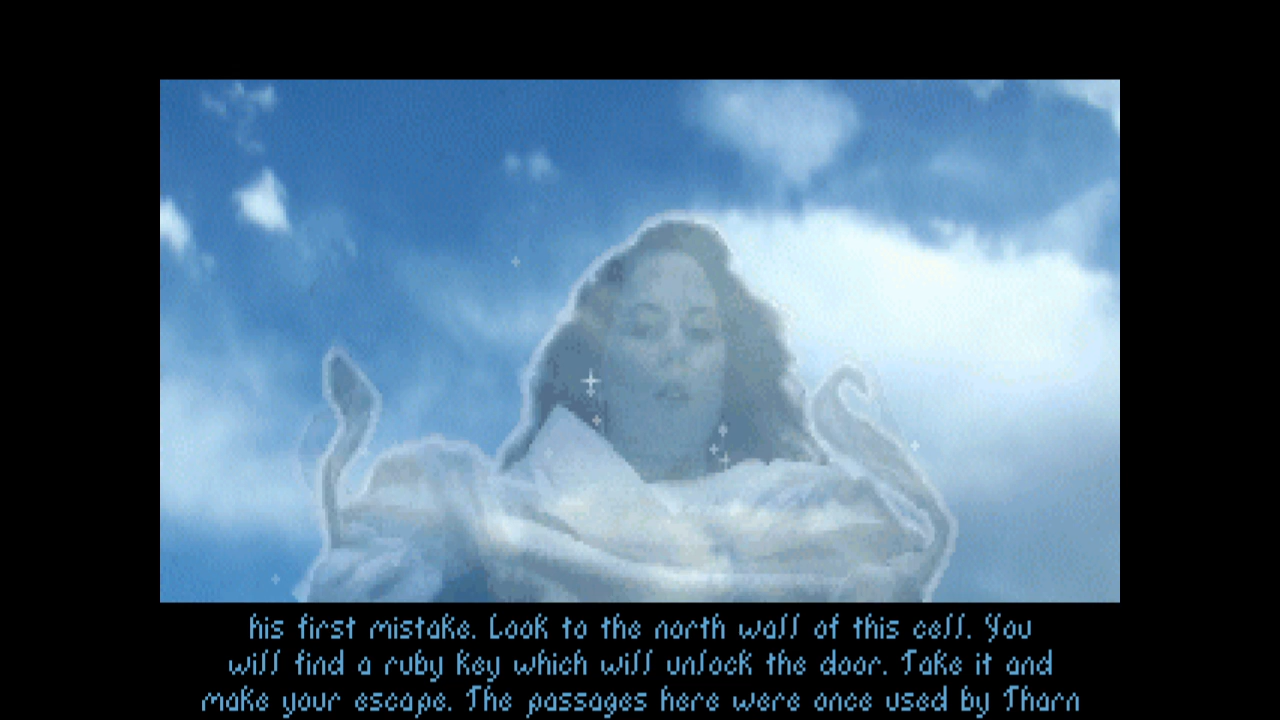 his first mistake. Look to the north wall of this cell. You
will find a ruby key which will unlock the door. Take it and
make your escape. The passages here were once used by Tharn